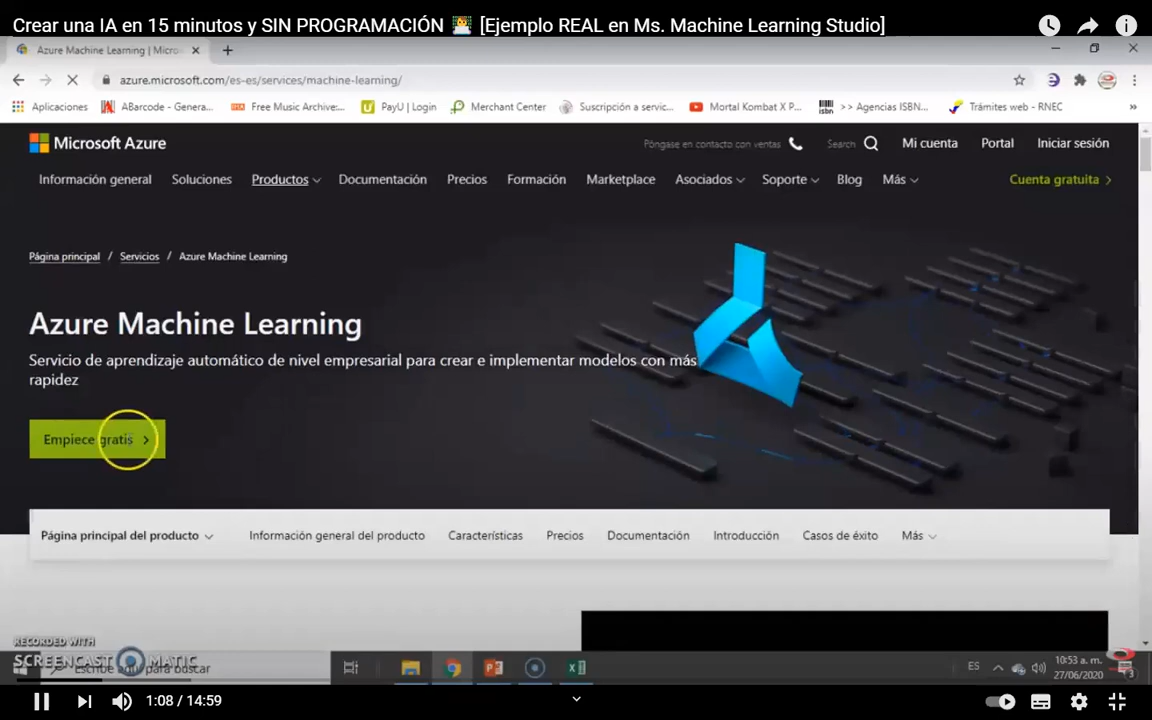 Crear una IA en 15 minutos y SIN PROGRAMACIÓN 👨‍💻 [Ejemplo REAL en Ms. Machine Learning Studio]
Azure Machine Learning | Micros
azure.microsoft.com/es-es/services/machine-learning/
Aplicaciones ABarcode - Genera... Free Music Archive:... PayU | Login Merchant Center Suscripción a servic... Mortal Kombat X P... >> Agencias ISBN... Trámites web - RNEC »
Microsoft Azure Póngase en contacto con ventas Search Mi cuenta Portal Iniciar sesión
Información general Soluciones Productos Documentación Precios Formación Marketplace Asociados Soporte Blog Más Cuenta gratuita >
Página principal / Servicios / Azure Machine Learning
Azure Machine Learning
Servicio de aprendizaje automático de nivel empresarial para crear e implementar modelos con más
rapidez
Empiece gratis >
Página principal del producto Información general del producto Características Precios Documentación Introducción Casos de éxito Más
RECORDED WITH
SCREENCAST MATIC
Escribe aquí para buscar
ES 10:53 a. m.
27/06/2020
3
1:08 / 14:59